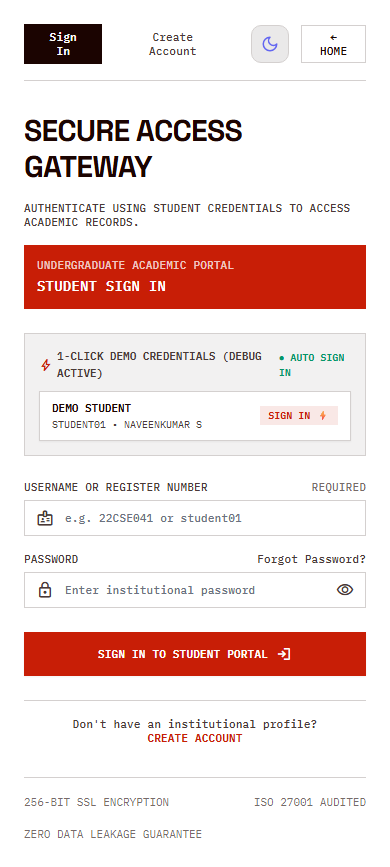 Sign
In
Create
Account
←
HOME
SECURE ACCESS
GATEWAY
AUTHENTICATE USING STUDENT CREDENTIALS TO ACCESS
ACADEMIC RECORDS.
UNDERGRADUATE ACADEMIC PORTAL
STUDENT SIGN IN
1-CLICK DEMO CREDENTIALS (DEBUG
ACTIVE)
● AUTO SIGN
IN
DEMO STUDENT
STUDENT01 • NAVEENKUMAR S
SIGN IN
USERNAME OR REGISTER NUMBER REQUIRED
e.g. 22CSE041 or student01
PASSWORD Forgot Password?
Enter institutional password
SIGN IN TO STUDENT PORTAL
Don't have an institutional profile?
CREATE ACCOUNT
256-BIT SSL ENCRYPTION ISO 27001 AUDITED
ZERO DATA LEAKAGE GUARANTEE